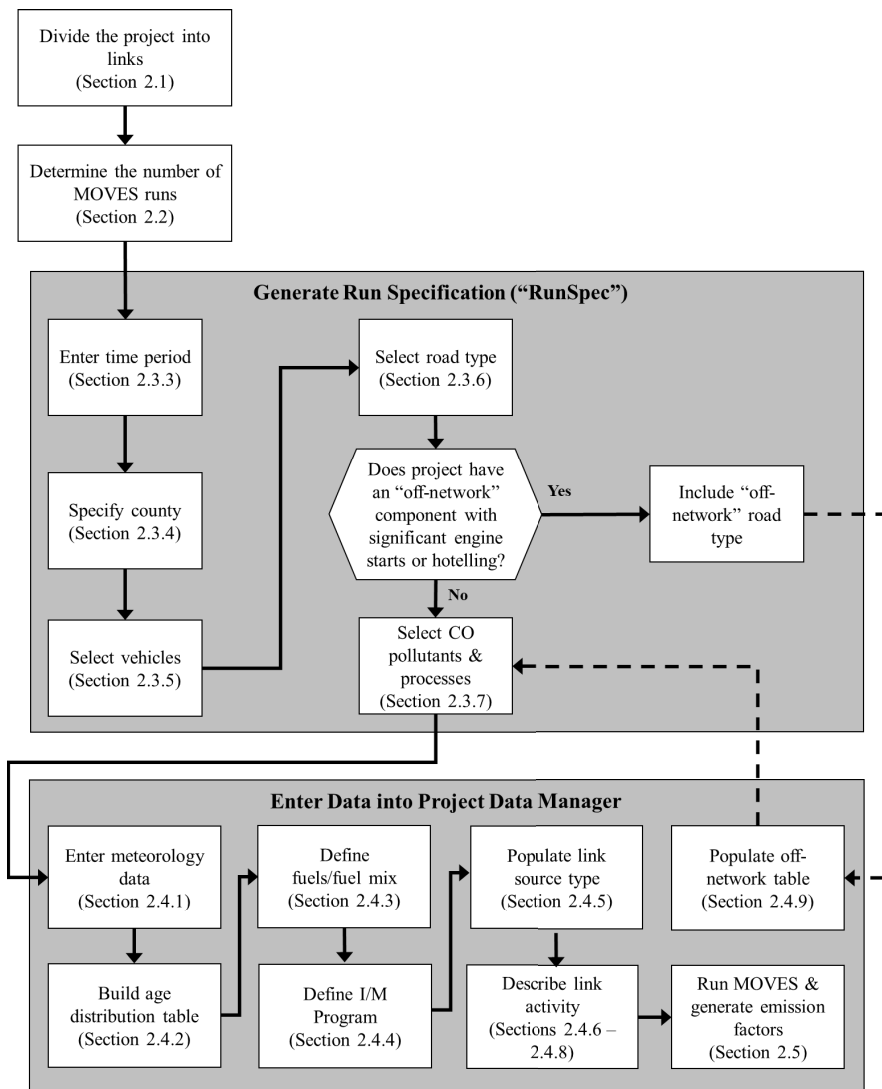 Divide the project into
links
(Section 2.1)
Determine the number of
MOVES runs
(Section 2.2)
Generate Run Specification (“RunSpec”)
Enter time period
(Section 2.3.3)
Specify county
(Section 2.3.4)
Select vehicles
(Section 2.3.5)
Select road type
(Section 2.3.6)
Does project have
an “off-network”
component with
significant engine
starts or hotelling?
Yes
Include “off-
network” road
type
No
Select CO
pollutants &
processes
(Section 2.3.7)
Enter Data into Project Data Manager
Enter meteorology
data
(Section 2.4.1)
Build age
distribution table
(Section 2.4.2)
Define
fuels/fuel mix
(Section 2.4.3)
Define I/M
Program
(Section 2.4.4)
Populate link
source type
(Section 2.4.5)
Describe link
activity
(Sections 2.4.6 –
2.4.8)
Populate off-
network table
(Section 2.4.9)
Run MOVES &
generate emission
factors
(Section 2.5)